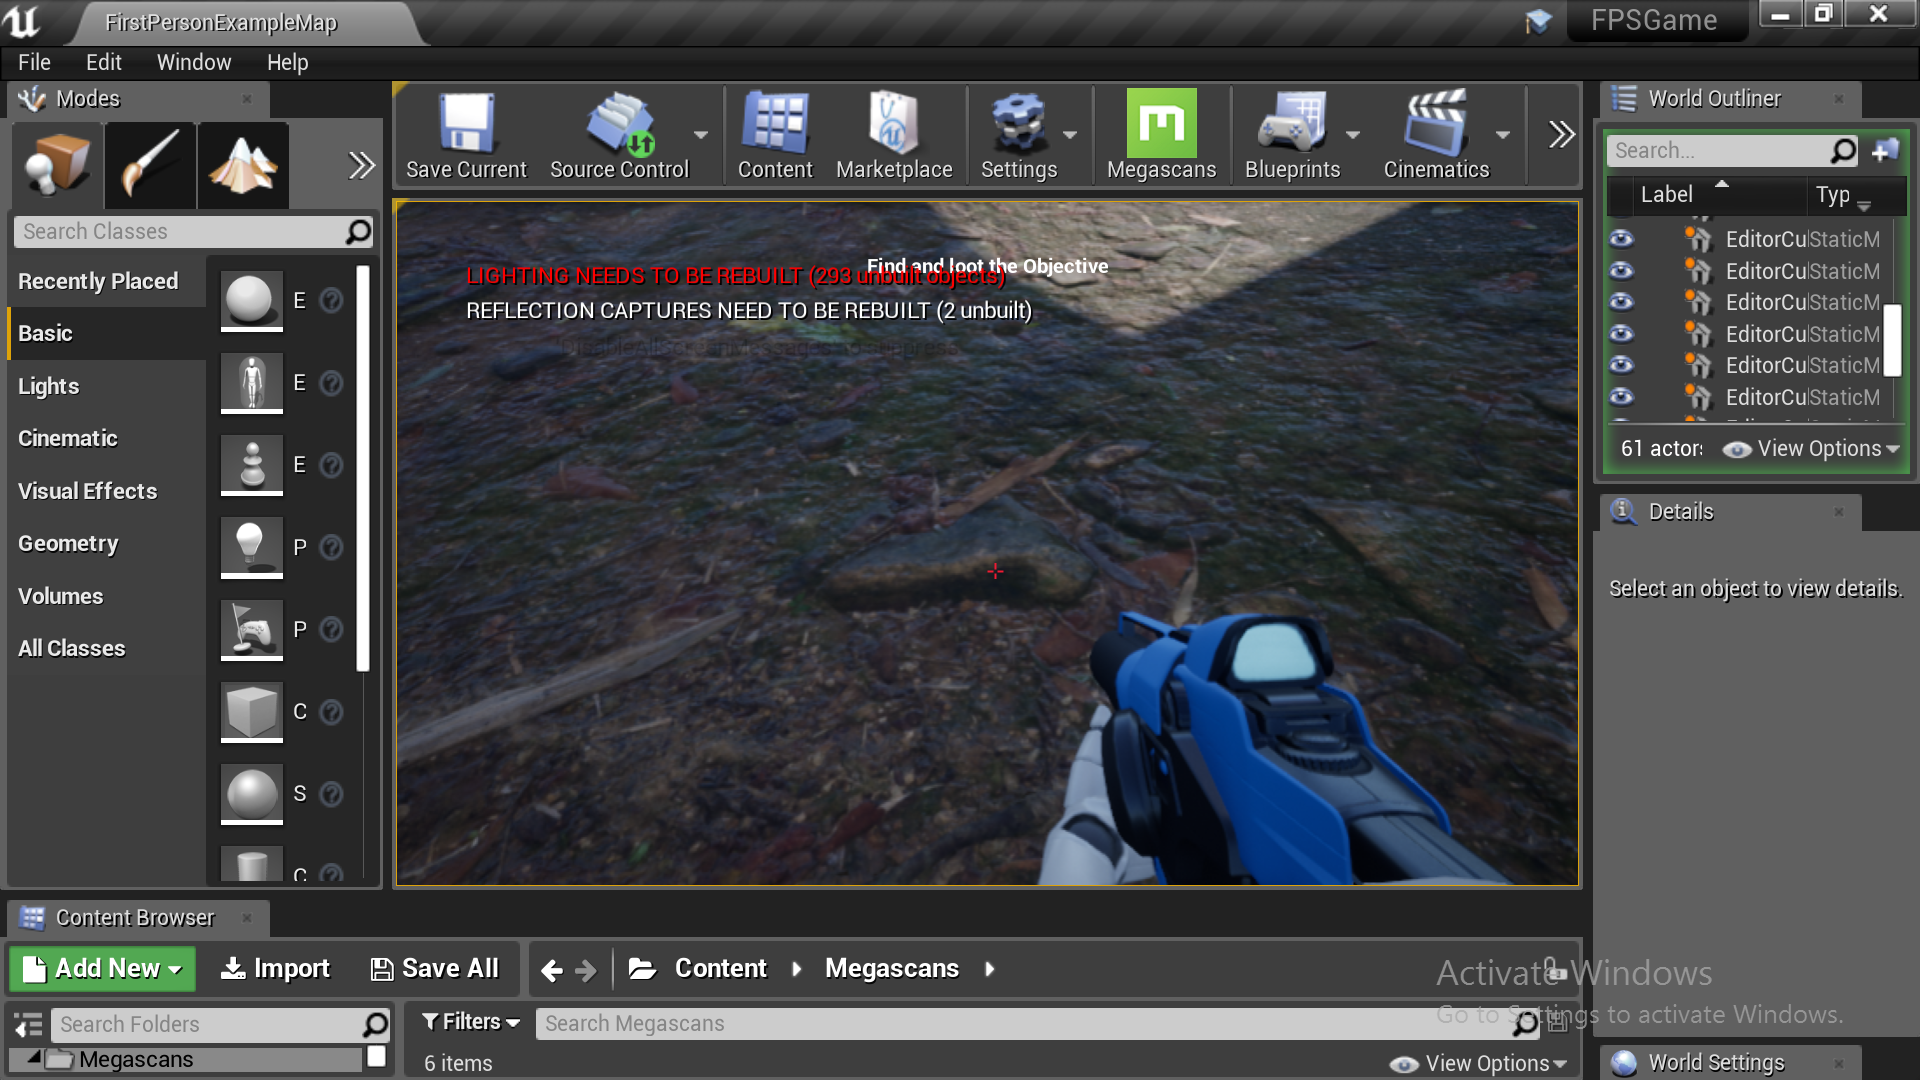 FirstPersonExampleMap
FPSGame
File Edit Window Help
Modes
Save Current
Source Control
Content
Marketplace
Settings
Megascans
Blueprints
Cinematics
World Outliner
Search Classes
Recently Placed
Basic
Lights
Cinematic
Visual Effects
Geometry
Volumes
All Classes
E
E
E
P
P
C
S
C
Find and loot the Objective
LIGHTING NEEDS TO BE REBUILT (293 unbuilt objects)
REFLECTION CAPTURES NEED TO BE REBUILT (2 unbuilt)
Search...
Label Typ
EditorCu StaticM
EditorCu StaticM
EditorCu StaticM
EditorCu StaticM
EditorCu StaticM
EditorCu StaticM
61 actor View Options
Details
Select an object to view details.
Content Browser
Add New Import Save All Content Megascans
Search Folders
Filters Search Megascans
Megascans
6 items
View Options
Activate Windows
Go to Settings to activate Windows.
World Settings